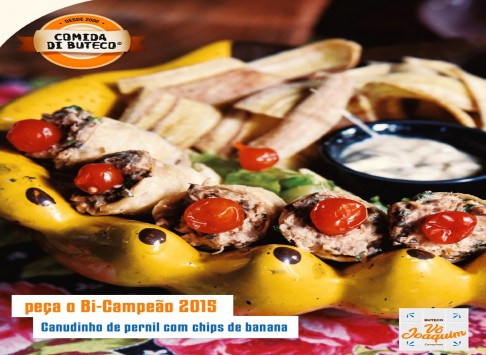 DESDE 2000
COMIDA
DI BUTECO®
peça o Bi-Campeão 2015
Canudinho de pernil com chips de banana
BUTECO
Vô
Joaquim